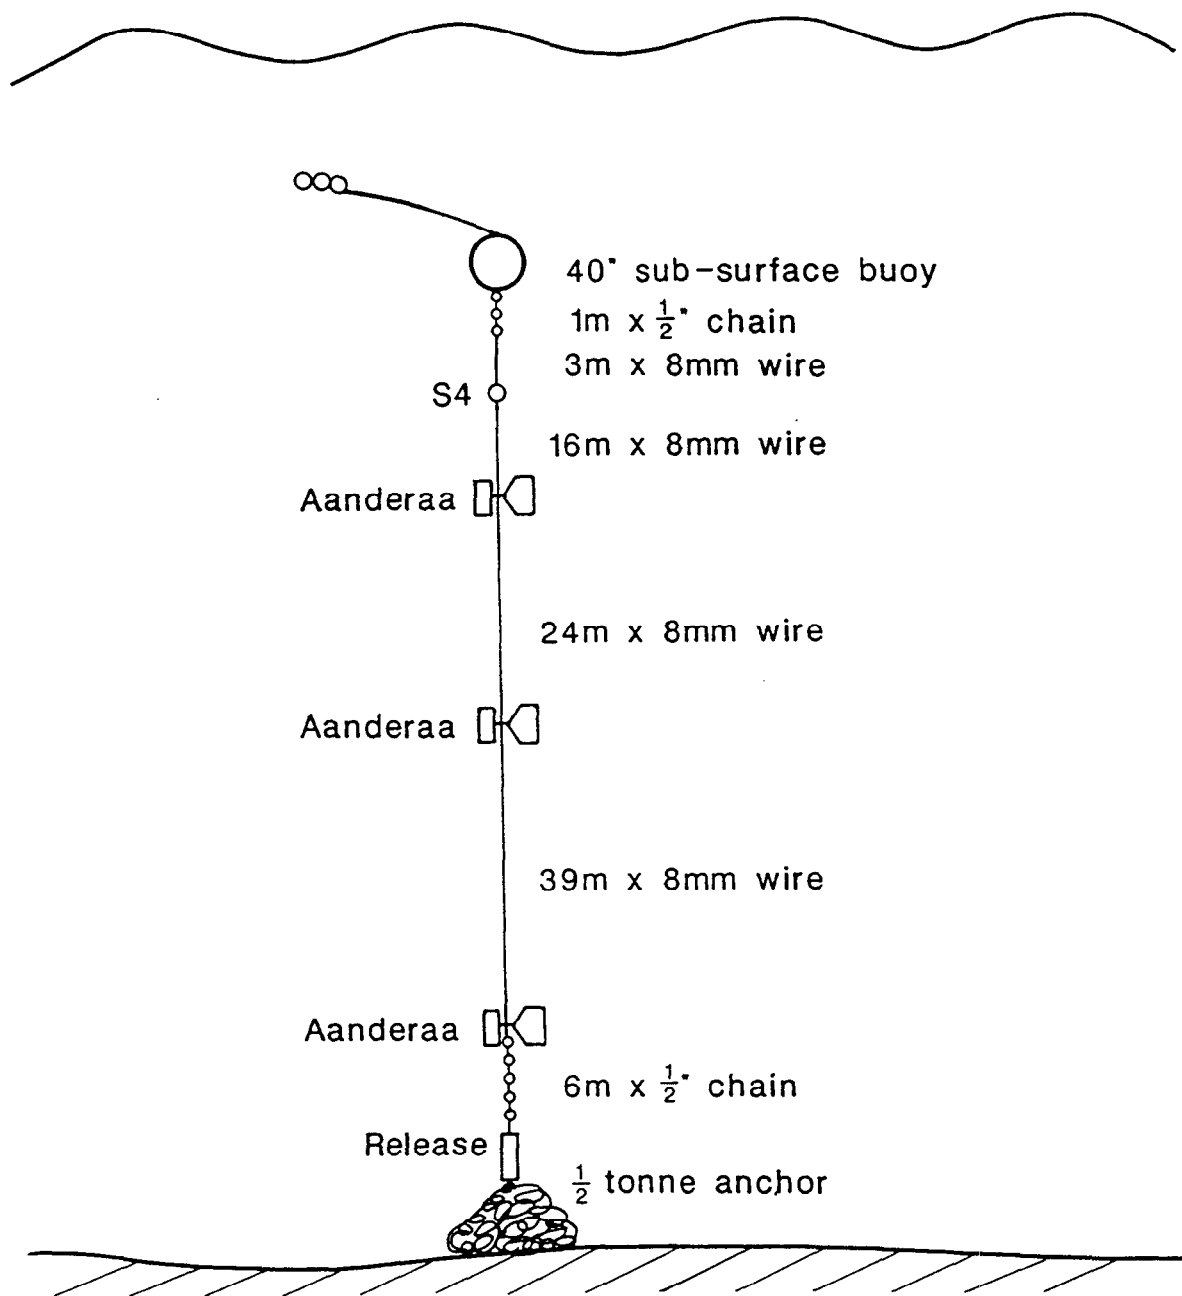 40" sub-surface buoy
1m x ½" chain
3m x 8mm wire
S4
16m x 8mm wire
Aanderaa
24m x 8mm wire
Aanderaa
39m x 8mm wire
Aanderaa
6m x ½" chain
Release
½ tonne anchor